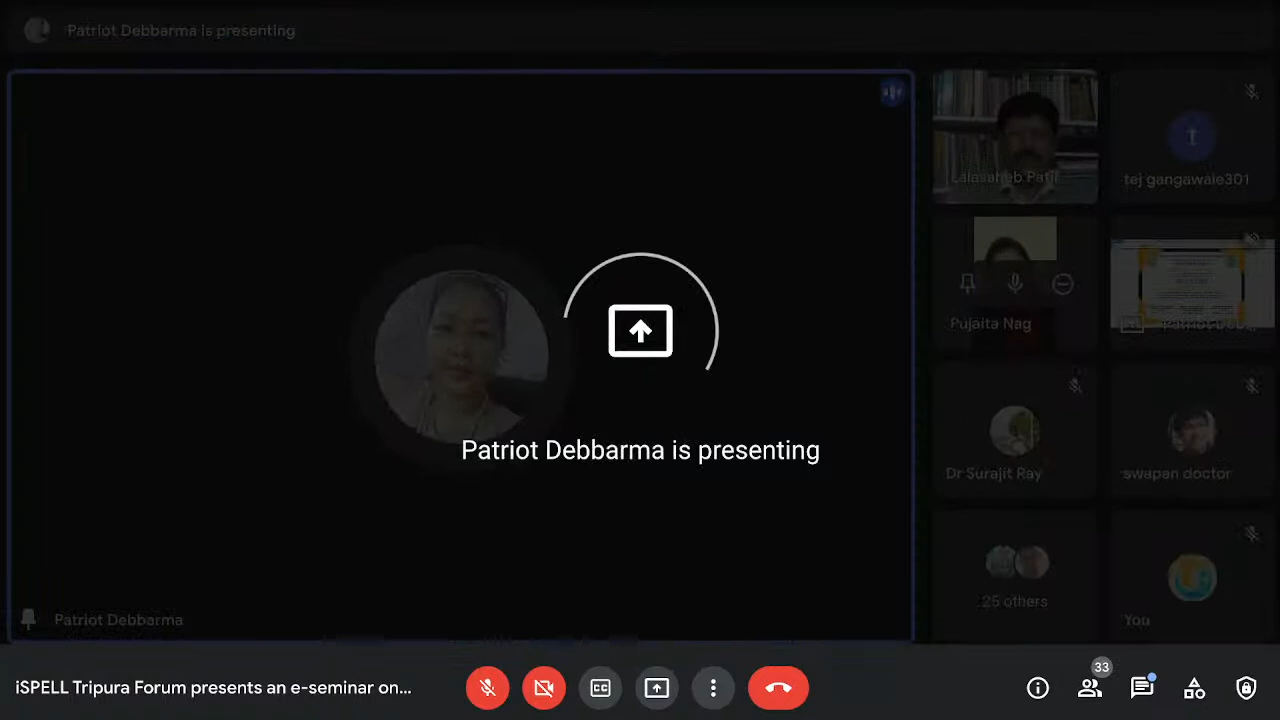 Patriot Debbarma is presenting
Lalasaheb Patil
I
tej gangawale301
Pujaita Nag
Patriot Debbarma is presenting
Dr Surajit Ray
swapan doctor
25 others
Patriot Debbarma
You
iSPELL Tripura Forum presents an e-seminar on...
CC
33